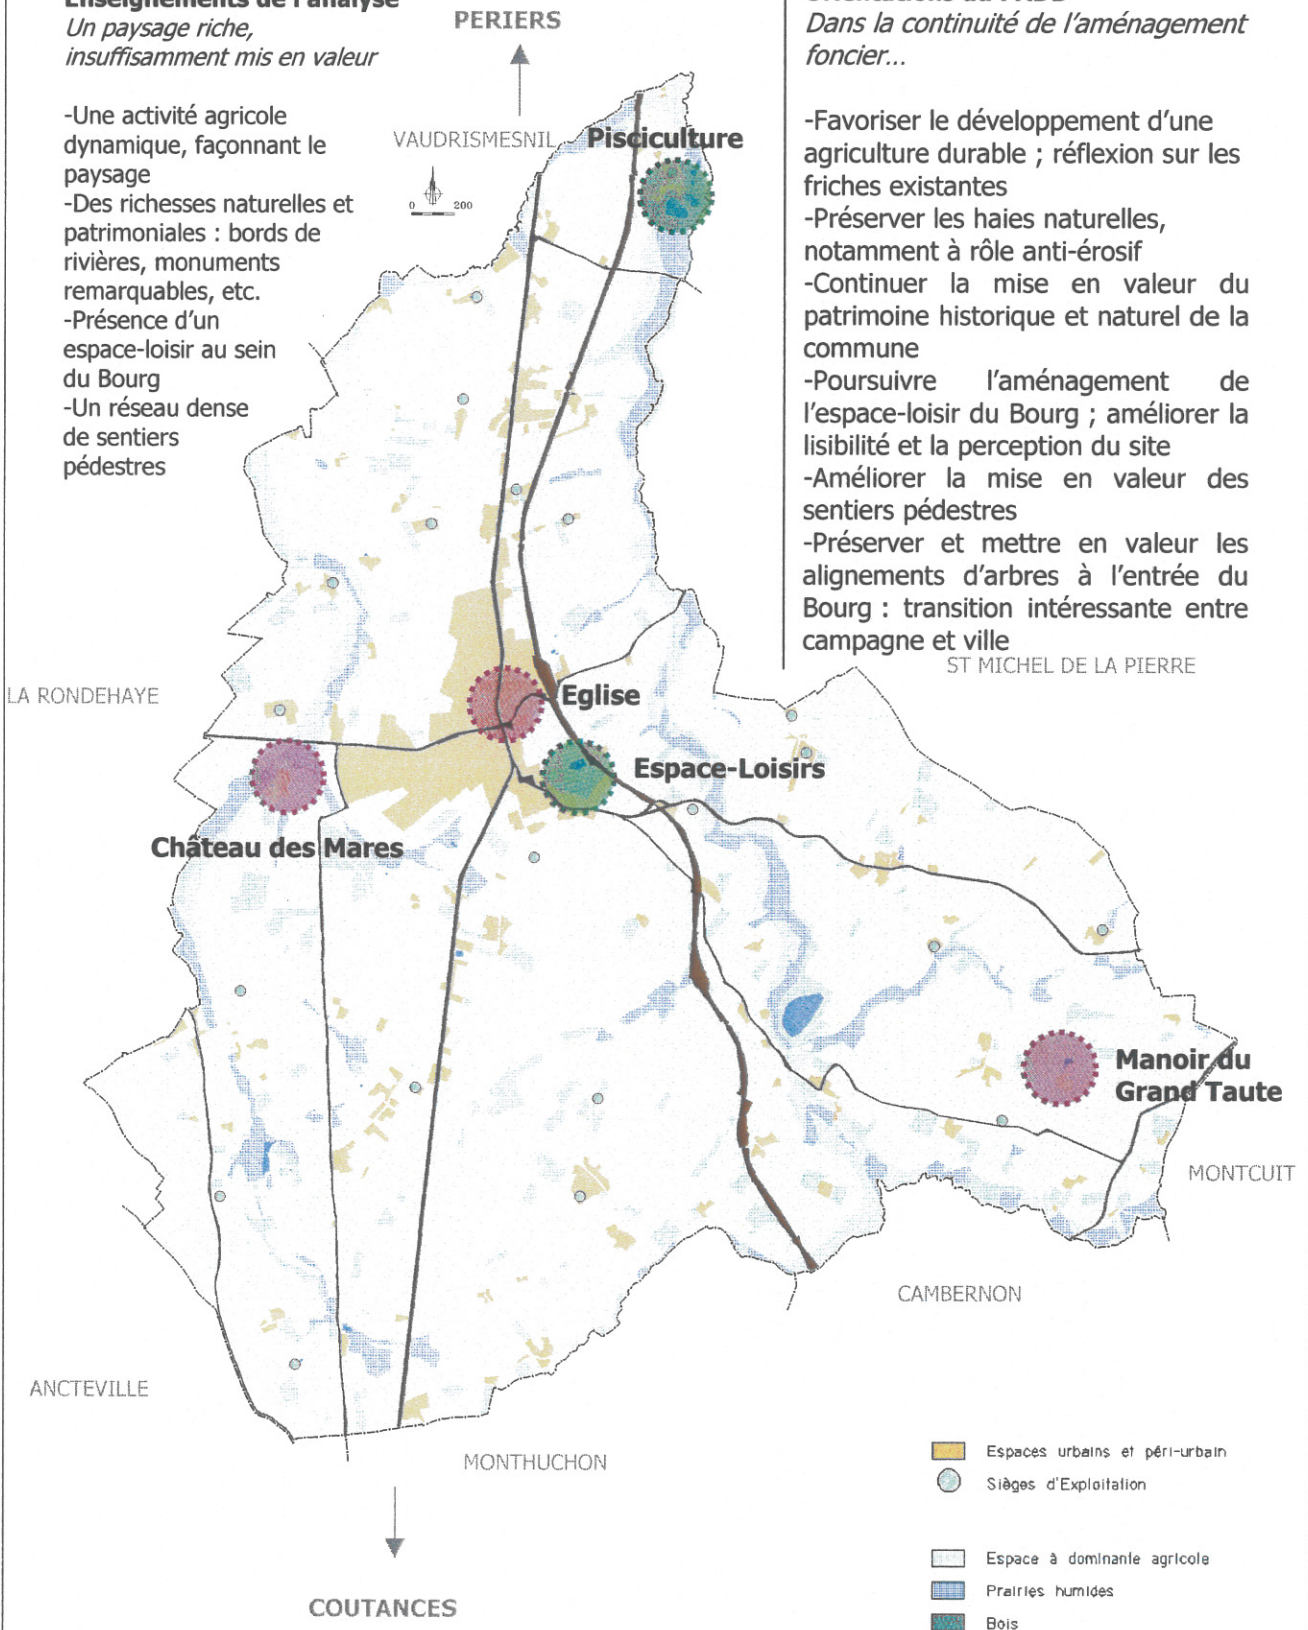 Enseignements de l'analyse
Un paysage riche,
insuffisamment mis en valeur
-Une activité agricole
dynamique, façonnant le
paysage
-Des richesses naturelles et
patrimoniales : bords de
rivières, monuments
remarquables, etc.
-Présence d'un
espace-loisir au sein
du Bourg
-Un réseau dense
de sentiers
pédestres
PERIERS
VAUDRISMESNIL
0 200
Pisciculture
Dans la continuité de l'aménagement
foncier...
-Favoriser le développement d'une
agriculture durable ; réflexion sur les
friches existantes
-Préserver les haies naturelles,
notamment à rôle anti-érosif
-Continuer la mise en valeur du
patrimoine historique et naturel de la
commune
-Poursuivre l'aménagement de
l'espace-loisir du Bourg ; améliorer la
lisibilité et la perception du site
-Améliorer la mise en valeur des
sentiers pédestres
-Préserver et mettre en valeur les
alignements d'arbres à l'entrée du
Bourg : transition intéressante entre
campagne et ville
ST MICHEL DE LA PIERRE
LA RONDEHAYE
Eglise
Espace-Loisirs
Château des Mares
Manoir du
Grand Taute
MONTCUIT
CAMBERNON
ANCTEVILLE
MONTHUCHON
COUTANCES
Espaces urbains et péri-urbain
Sièges d'Exploitation
Espace à dominante agricole
Prairies humides
Bois